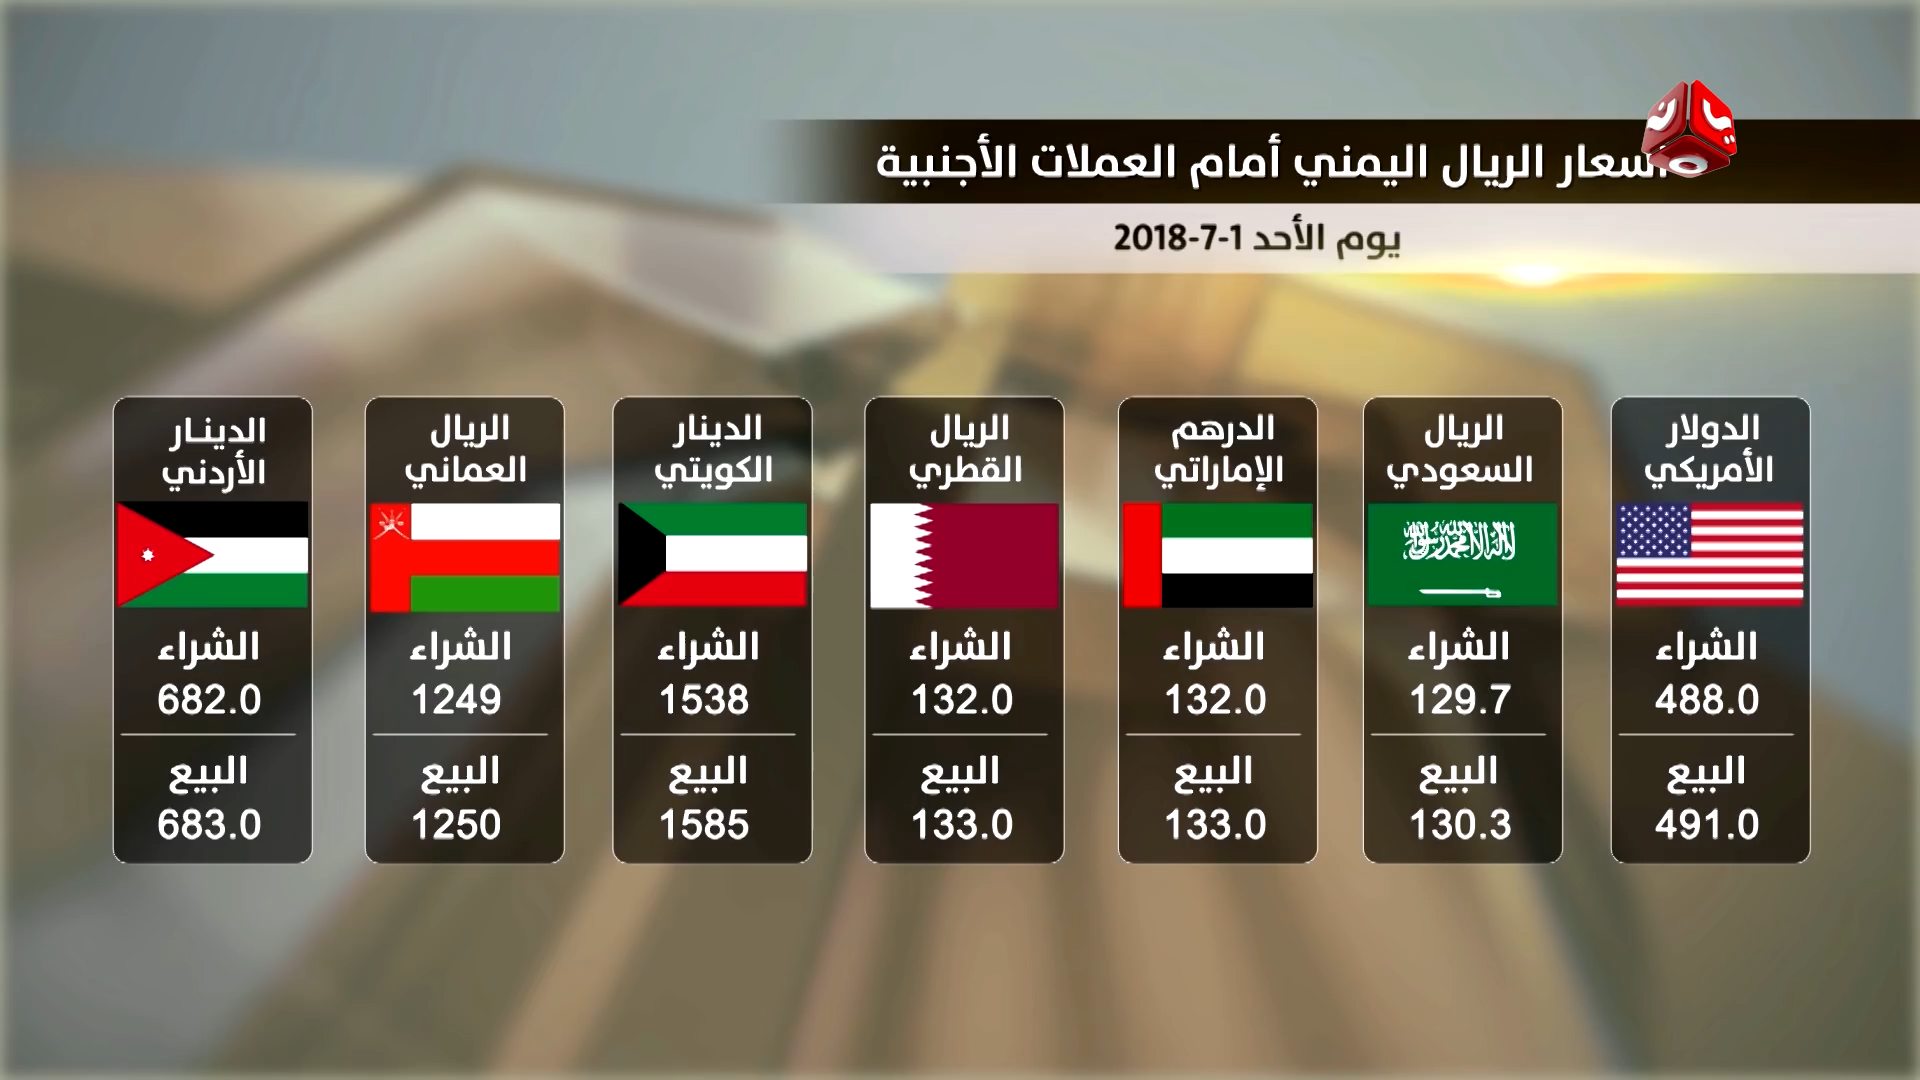 أسعار الريال اليمني أمام العملات الأجنبية
يوم الأحد 1-7-2018
الدولار
الأمريكي
الشراء
488.0
البيع
491.0
الريال
السعودي
الشراء
129.7
البيع
130.3
الدرهم
الإماراتي
الشراء
132.0
البيع
133.0
الريال
القطري
الشراء
132.0
البيع
133.0
الدينار
الكويتي
الشراء
1538
البيع
1585
الريال
العماني
الشراء
1249
البيع
1250
الدينار
الأردني
الشراء
682.0
البيع
683.0